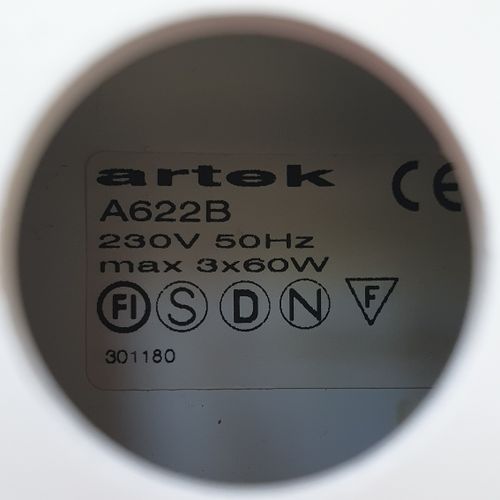 artek
CE
A622B
230V 50Hz
max 3x60W
FI S D N F
301180